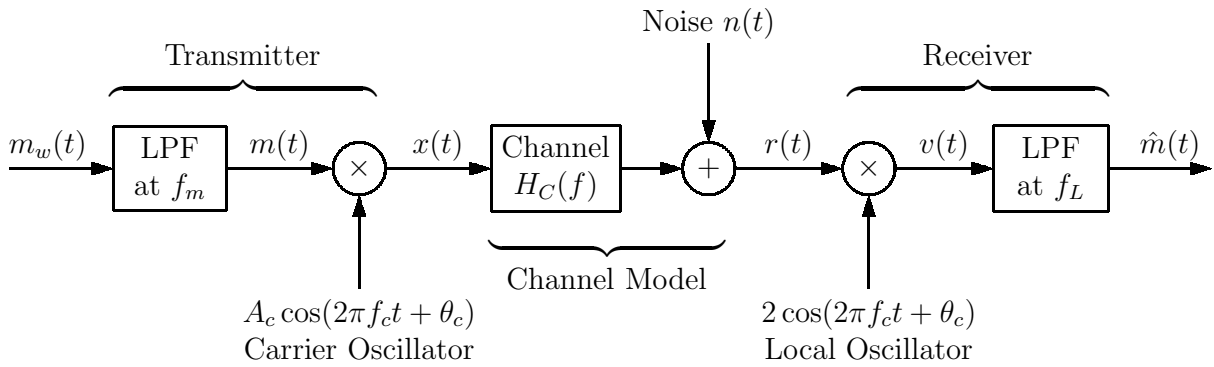 Noise n(t)
Transmitter
Receiver
m_w(t)
LPF
at f_m
m(t)
×
x(t)
Channel
H_C(f)
+
r(t)
×
v(t)
LPF
at f_L
m̂(t)
Channel Model
A_c cos(2πf_c t + θ_c)
Carrier Oscillator
2 cos(2πf_c t + θ_c)
Local Oscillator